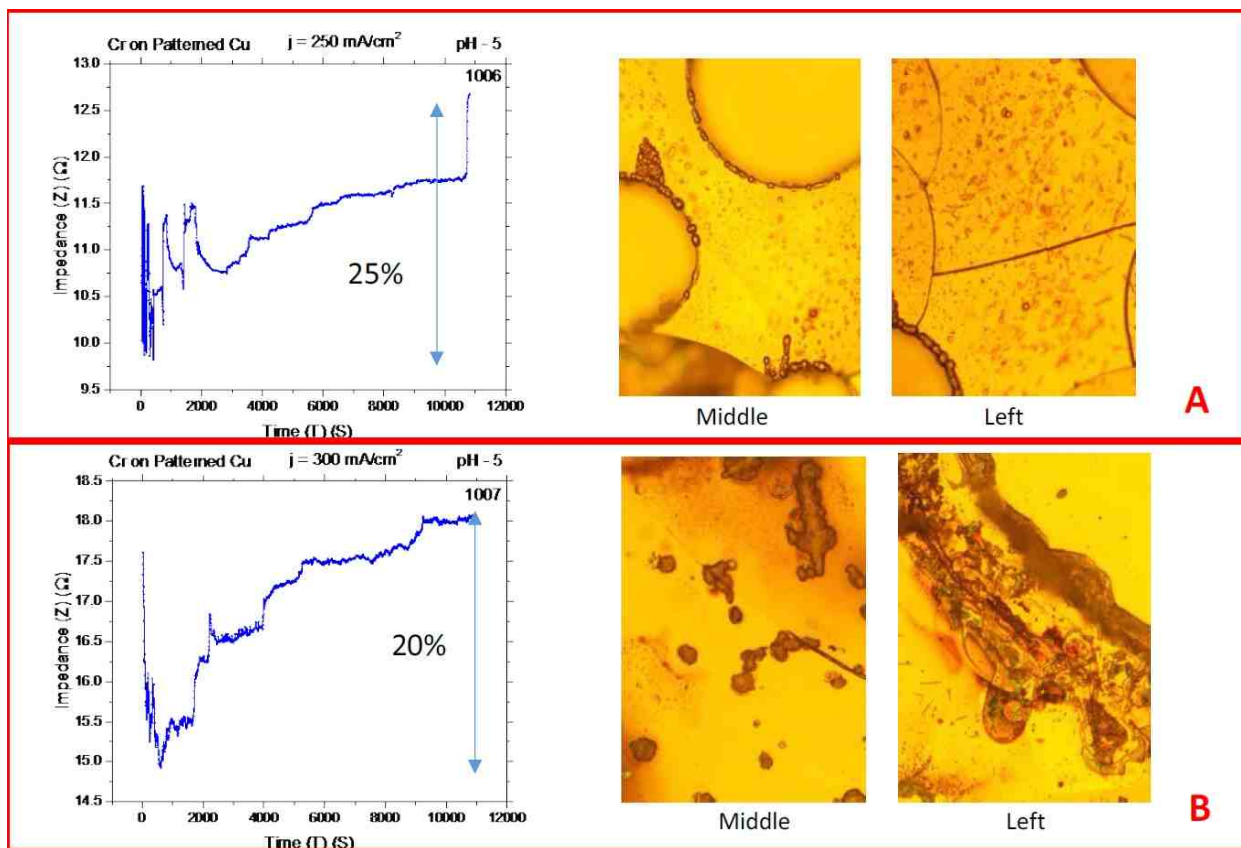 Cr on Patterned Cu j = 250 mA/cm² pH - 5
1006
13.0
12.5
12.0
11.5
11.0
10.5
10.0
9.5
Impedance (Z) (Ω)
25%
0 2000 4000 6000 8000 10000 12000
Time (T) (S)
Middle
Left
A
Cr on Patterned Cu j = 300 mA/cm² pH - 5
1007
18.5
18.0
17.5
17.0
16.5
16.0
15.5
15.0
14.5
Impedance (Z) (Ω)
20%
0 2000 4000 6000 8000 10000 12000
Time (T) (S)
Middle
Left
B